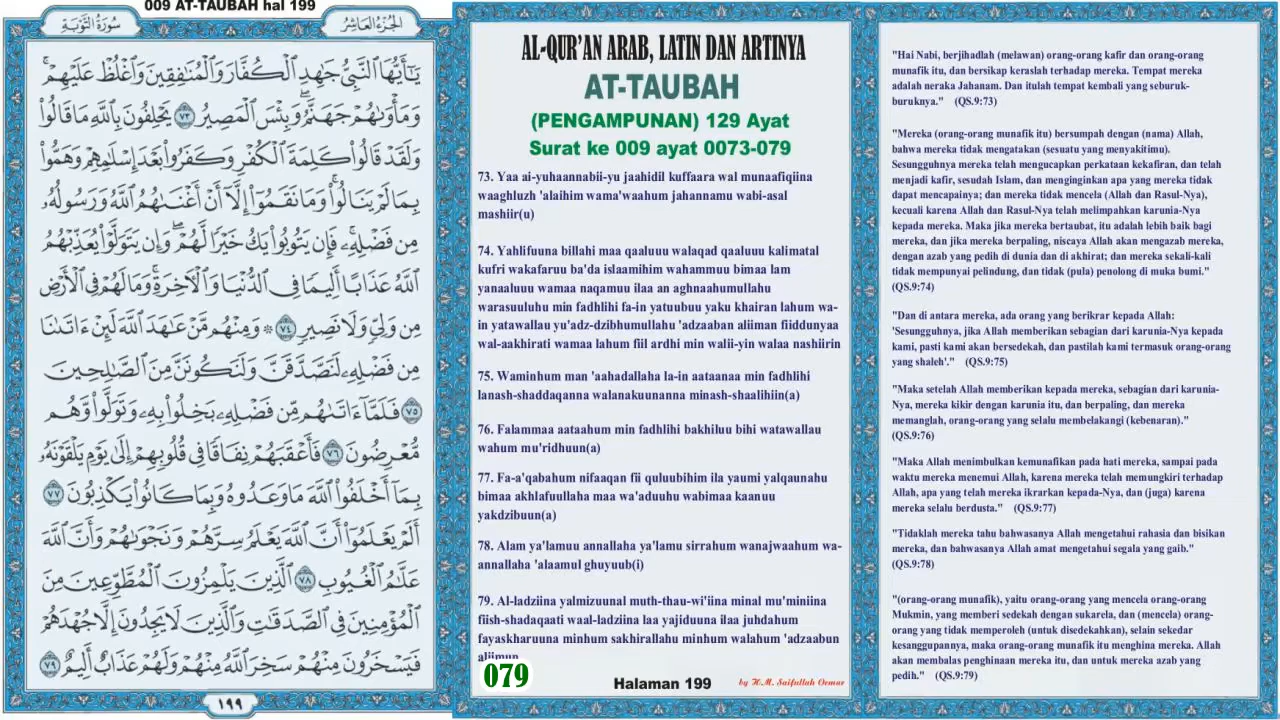 009 AT-TAUBAH hal 199
سُورَةُ التَّوْبَةِ
الجُزْءُ العَاشِرُ
يَـٰٓأَيُّهَا ٱلنَّبِىُّ جَـٰهِدِ ٱلْكُفَّارَ وَٱلْمُنَـٰفِقِينَ وَٱغْلُظْ عَلَيْهِمْ ۚ
وَمَأْوَىٰهُمْ جَهَنَّمُ ۖ وَبِئْسَ ٱلْمَصِيرُ ٧٣ يَحْلِفُونَ بِٱللَّهِ مَا قَالُوا۟
وَلَقَدْ قَالُوا۟ كَلِمَةَ ٱلْكُفْرِ وَكَفَرُوا۟ بَعْدَ إِسْلَـٰمِهِمْ وَهَمُّوا۟
بِمَا لَمْ يَنَالُوا۟ ۚ وَمَا نَقَمُوٓا۟ إِلَّآ أَنْ أَغْنَىٰهُمُ ٱللَّهُ وَرَسُولُهُۥ
مِن فَضْلِهِۦ ۚ فَإِن يَتُوبُوا۟ يَكُ خَيْرًا لَّهُمْ ۖ وَإِن يَتَوَلَّوْا۟ يُعَذِّبْهُمُ
ٱللَّهُ عَذَابًا أَلِيمًا فِى ٱلدُّنْيَا وَٱلْـَٔاخِرَةِ ۚ وَمَا لَهُمْ فِى ٱلْأَرْضِ
مِن وَلِىٍّ وَلَا نَصِيرٍ ٧٤ ۞ وَمِنْهُم مَّنْ عَـٰهَدَ ٱللَّهَ لَئِنْ ءَاتَىٰنَا
مِن فَضْلِهِۦ لَنَصَّدَّقَنَّ وَلَنَكُونَنَّ مِنَ ٱلصَّـٰلِحِينَ
٧٥ فَلَمَّآ ءَاتَىٰهُم مِّن فَضْلِهِۦ بَخِلُوا۟ بِهِۦ وَتَوَلَّوا۟ وَّهُم
مُّعْرِضُونَ ٧٦ فَأَعْقَبَهُمْ نِفَاقًا فِى قُلُوبِهِمْ إِلَىٰ يَوْمِ يَلْقَوْنَهُۥ
بِمَآ أَخْلَفُوا۟ ٱللَّهَ مَا وَعَدُوهُ وَبِمَا كَانُوا۟ يَكْذِبُونَ ٧٧
أَلَمْ يَعْلَمُوٓا۟ أَنَّ ٱللَّهَ يَعْلَمُ سِرَّهُمْ وَنَجْوَىٰهُمْ وَأَنَّ ٱللَّهَ
عَلَّـٰمُ ٱلْغُيُوبِ ٧٨ ٱلَّذِينَ يَلْمِزُونَ ٱلْمُطَّوِّعِينَ مِنَ
ٱلْمُؤْمِنِينَ فِى ٱلصَّدَقَـٰتِ وَٱلَّذِينَ لَا يَجِدُونَ إِلَّا جُهْدَهُمْ
فَيَسْخَرُونَ مِنْهُمْ ۙ سَخِرَ ٱللَّهُ مِنْهُمْ وَلَهُمْ عَذَابٌ أَلِيمٌ ٧٩
١٩٩
AL-QUR'AN ARAB, LATIN DAN ARTINYA
AT-TAUBAH
(PENGAMPUNAN) 129 Ayat
Surat ke 009 ayat 0073-079
73. Yaa ai-yuhaannabii-yu jaahidil kuffaara wal munaafiqiina
waaghluzh 'alaihim wama'waahum jahannamu wabi-asal
mashiir(u)
74. Yahlifuuna billahi maa qaaluuu walaqad qaaluuu kalimatal
kufri wakafaruu ba'da islaamihim wahammuu bimaa lam
yanaaluuu wamaa naqamuu ilaa an aghnaahumullahu
warasuuluhu min fadhlihi fa-in yatuubuu yaku khairan lahum wa-
in yatawallau yu'adz-dzibhumullahu 'adzaaban aliiman fiiddunyaa
wal-aakhirati wamaa lahum fiil ardhi min walii-yin walaa nashiirin
75. Waminhum man 'aahadallaha la-in aataanaa min fadhlihi
lanash-shaddaqanna walanakuunanna minash-shaalihiin(a)
76. Falammaa aataahum min fadhlihi bakhiluu bihi watawallau
wahum mu'ridhuun(a)
77. Fa-a'qabahum nifaaqan fii quluubihim ila yaumi yalqaunahu
bimaa akhlafuullaha maa wa'aduuhu wabimaa kaanuu
yakdzibuun(a)
78. Alam ya'lamuu annallaha ya'lamu sirrahum wanajwaahum wa-
annallaha 'alaamul ghuyuub(i)
79. Al-ladziina yalmizuunal muth-thau-wi'iina minal mu'miniina
fiish-shadaqaati waal-ladziina laa yajiduuna ilaa juhdahum
fayaskharuuna minhum sakhirallahu minhum walahum 'adzaabun
aliimun
079
Halaman 199
by H.M. Saifullah Oemar
"Hai Nabi, berjihadlah (melawan) orang-orang kafir dan orang-orang
munafik itu, dan bersikap keraslah terhadap mereka. Tempat mereka
adalah neraka Jahanam. Dan itulah tempat kembali yang seburuk-
buruknya." (QS.9:73)
"Mereka (orang-orang munafik itu) bersumpah dengan (nama) Allah,
bahwa mereka tidak mengatakan (sesuatu yang menyakitimu).
Sesungguhnya mereka telah mengucapkan perkataan kekafiran, dan telah
menjadi kafir, sesudah Islam, dan menginginkan apa yang mereka tidak
dapat mencapainya; dan mereka tidak mencela (Allah dan Rasul-Nya),
kecuali karena Allah dan Rasul-Nya telah melimpahkan karunia-Nya
kepada mereka. Maka jika mereka bertaubat, itu adalah lebih baik bagi
mereka, dan jika mereka berpaling, niscaya Allah akan mengazab mereka,
dengan azab yang pedih di dunia dan di akhirat; dan mereka sekali-kali
tidak mempunyai pelindung, dan tidak (pula) penolong di muka bumi."
(QS.9:74)
"Dan di antara mereka, ada orang yang berikrar kepada Allah:
'Sesungguhnya, jika Allah memberikan sebagian dari karunia-Nya kepada
kami, pasti kami akan bersedekah, dan pastilah kami termasuk orang-orang
yang shaleh'." (QS.9:75)
"Maka setelah Allah memberikan kepada mereka, sebagian dari karunia-
Nya, mereka kikir dengan karunia itu, dan berpaling, dan mereka
memanglah, orang-orang yang selalu membelakangi (kebenaran)."
(QS.9:76)
"Maka Allah menimbulkan kemunafikan pada hati mereka, sampai pada
waktu mereka menemui Allah, karena mereka telah memungkiri terhadap
Allah, apa yang telah mereka ikrarkan kepada-Nya, dan (juga) karena
mereka selalu berdusta." (QS.9:77)
"Tidaklah mereka tahu bahwasanya Allah mengetahui rahasia dan bisikan
mereka, dan bahwasanya Allah amat mengetahui segala yang gaib."
(QS.9:78)
"(orang-orang munafik), yaitu orang-orang yang mencela orang-orang
Mukmin, yang memberi sedekah dengan sukarela, dan (mencela) orang-
orang yang tidak memperoleh (untuk disedekahkan), selain sekedar
kesanggupannya, maka orang-orang munafik itu menghina mereka. Allah
akan membalas penghinaan mereka itu, dan untuk mereka azab yang
pedih." (QS.9:79)